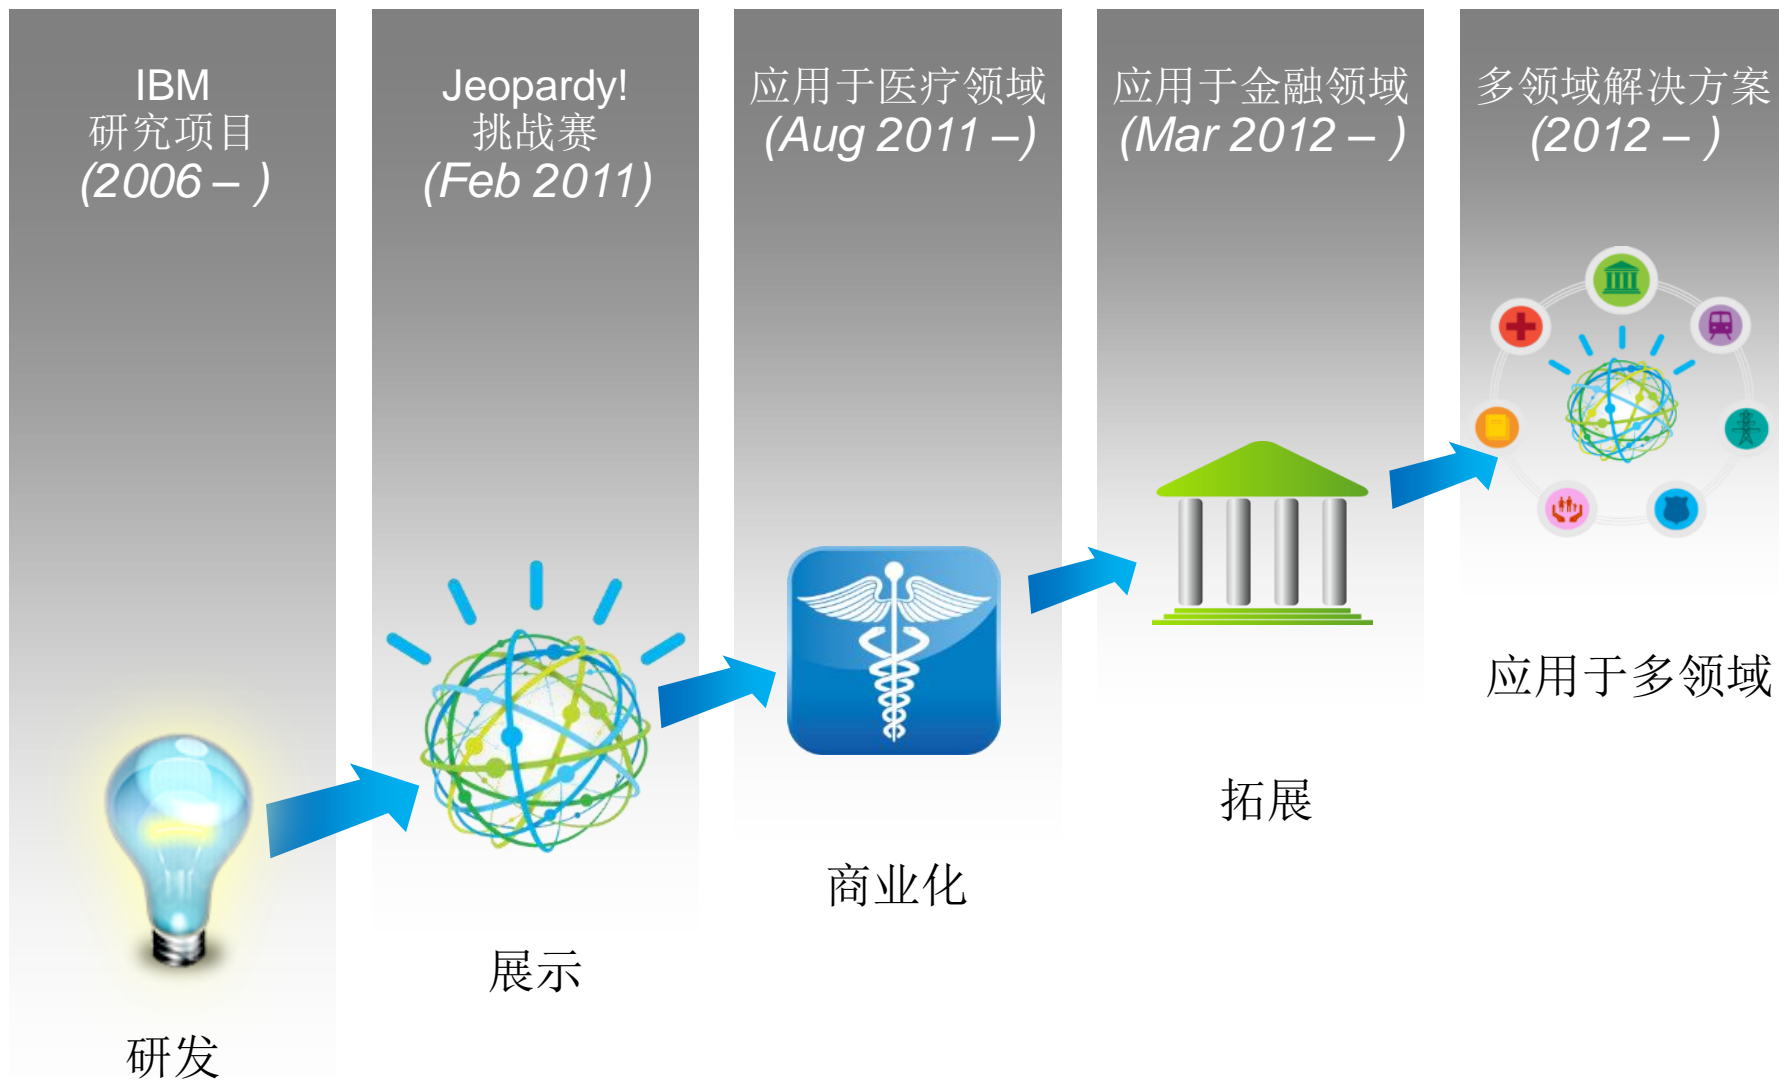 IBM
研究项目
(2006 – )
Jeopardy!
挑战赛
(Feb 2011)
应用于医疗领域
(Aug 2011 –)
应用于金融领域
(Mar 2012 – )
多领域解决方案
(2012 – )
研发
展示
商业化
拓展
应用于多领域